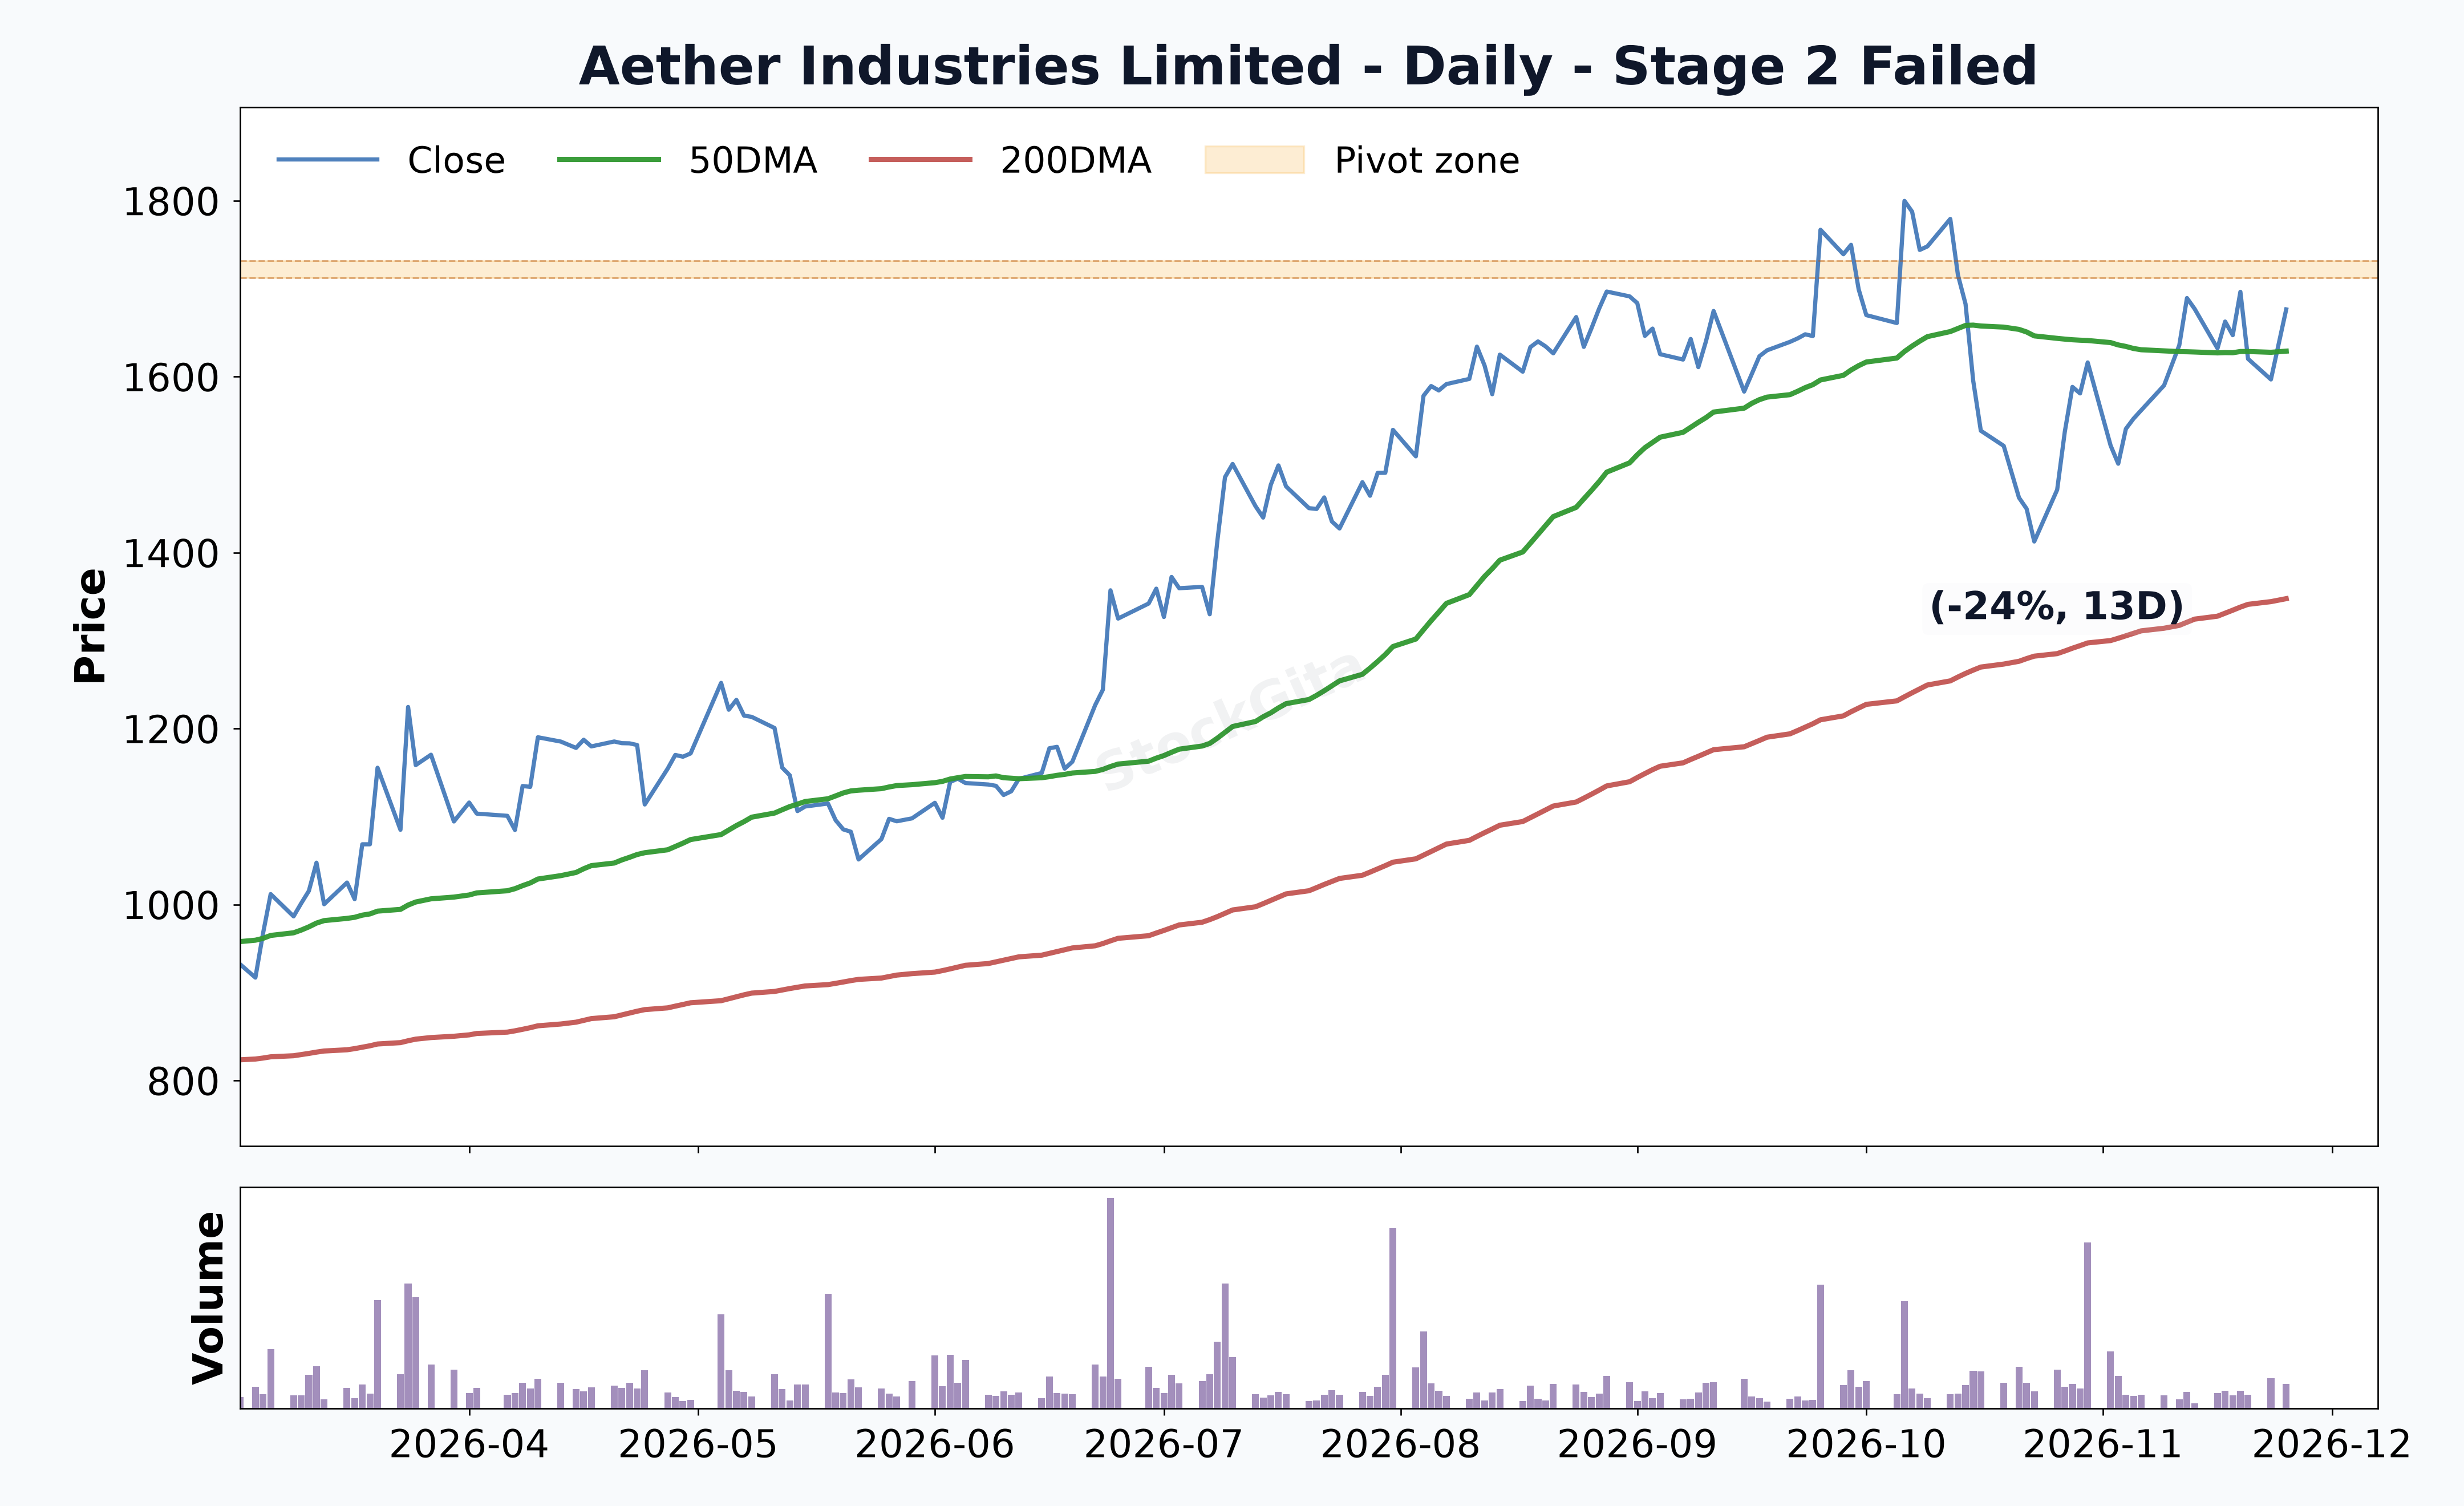 Aether Industries Limited - Daily - Stage 2 Failed
Close 50DMA 200DMA Pivot zone
1800
1600
1400
1200
1000
800
Price
(-24%, 13D)
StockGita
Volume
2026-04 2026-05 2026-06 2026-07 2026-08 2026-09 2026-10 2026-11 2026-12